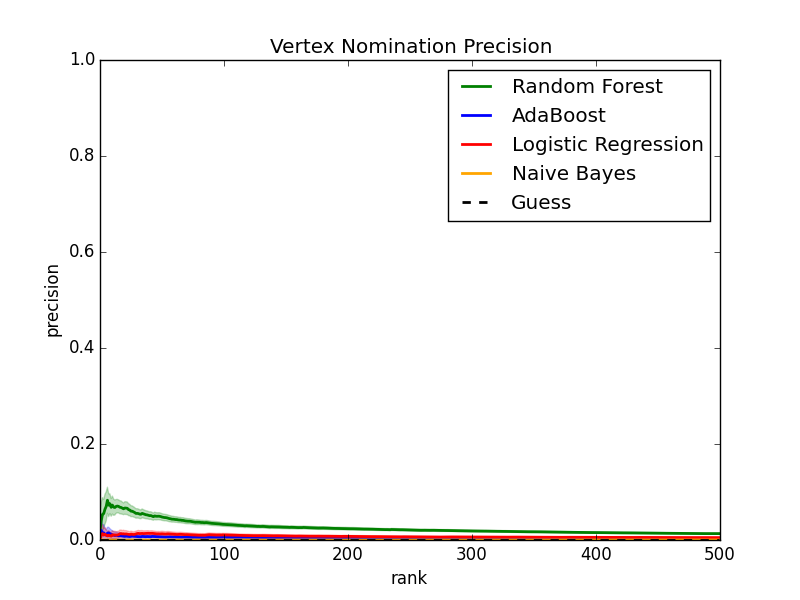 Vertex Nomination Precision
1.0
0.8
0.6
0.4
0.2
0.0
precision
Random Forest
AdaBoost
Logistic Regression
Naive Bayes
Guess
0 100 200 300 400 500
rank